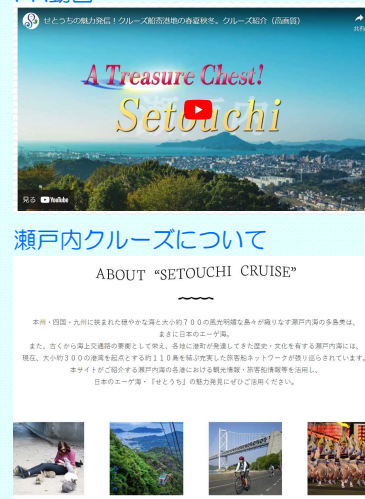 せとうちの魅力発信！クルーズ船寄港地の春夏秋冬。クルーズ紹介（高画質）
A Treasure Chest!
Setouchi
見る YouTube
瀬戸内クルーズについて
ABOUT “SETOUCHI CRUISE”
本州・四国・九州に挟まれた穏やかな海と大小約７００の風光明媚な島々が織りなす瀬戸内海の多島美は、
まさに日本のエーゲ海。
また、古くから海上交通路の要衝として栄え、各地に港町が発達してきた歴史・文化を有する瀬戸内海には、
現在、大小約３００の港湾を起点とする約１１０島を結ぶ充実した旅客船ネットワークが張り巡らされています。
本サイトがご紹介する瀬戸内海の各港における観光情報・旅客船情報等を活用し、
日本のエーゲ海・『せとうち』の魅力発見にぜひご活用ください。